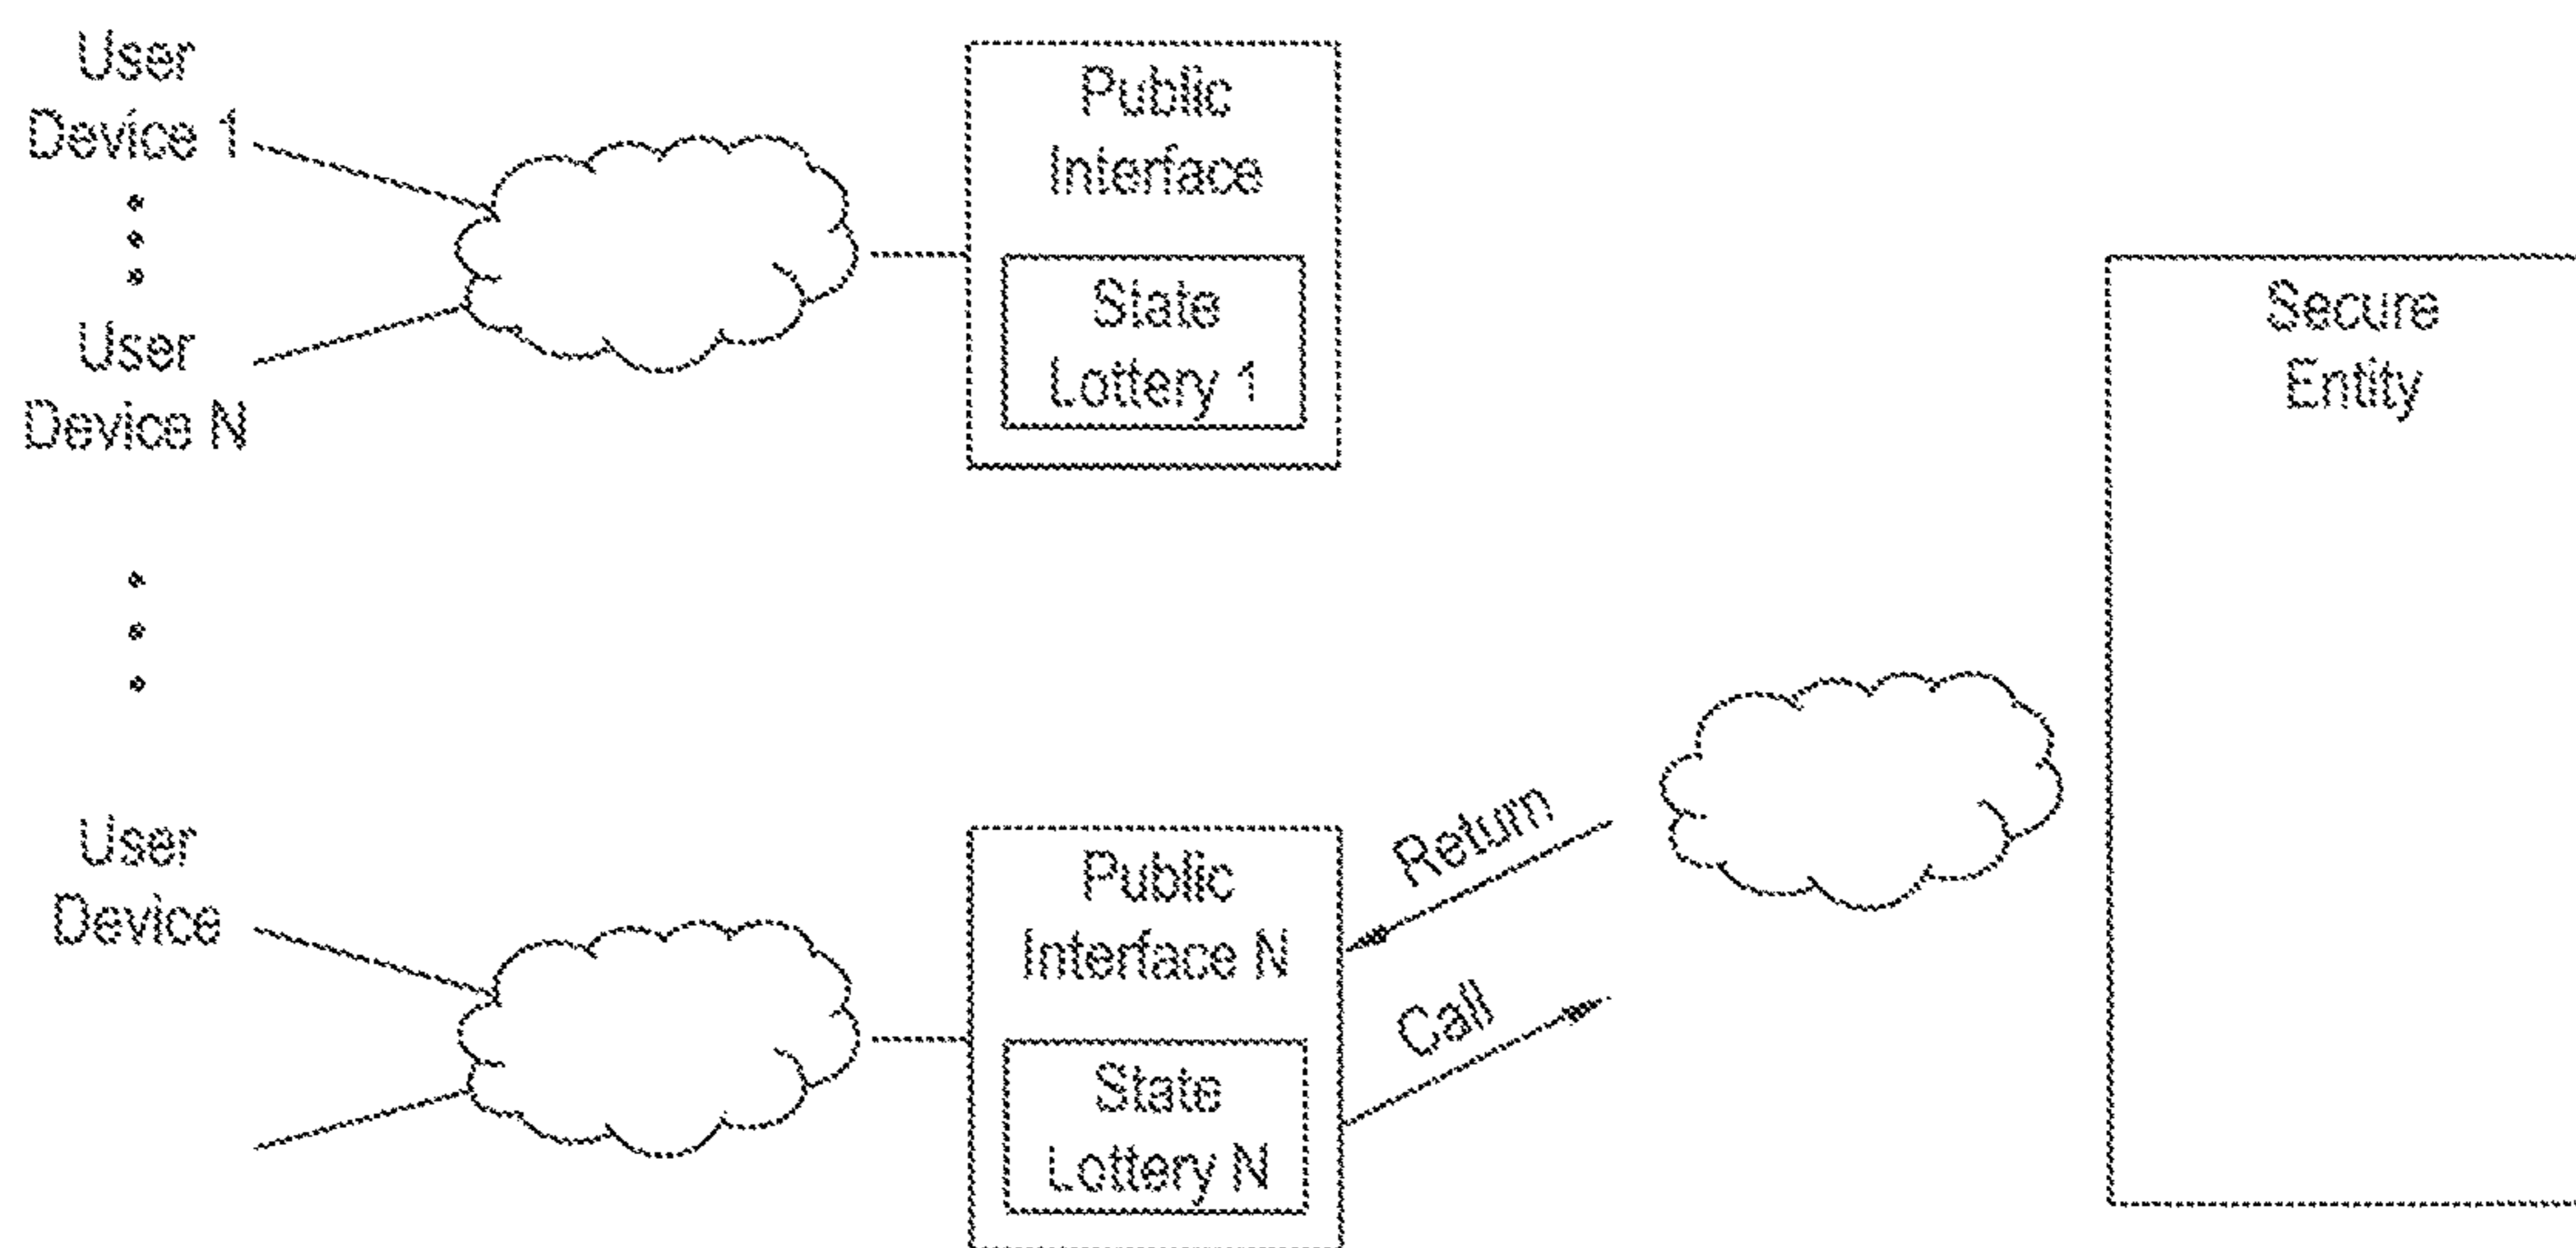 User
Device 1
User
Device N
Public
Interface
State
Lottery 1
Secure
Entity
User
Device
Public
Interface N
State
Lottery N
Return
Call